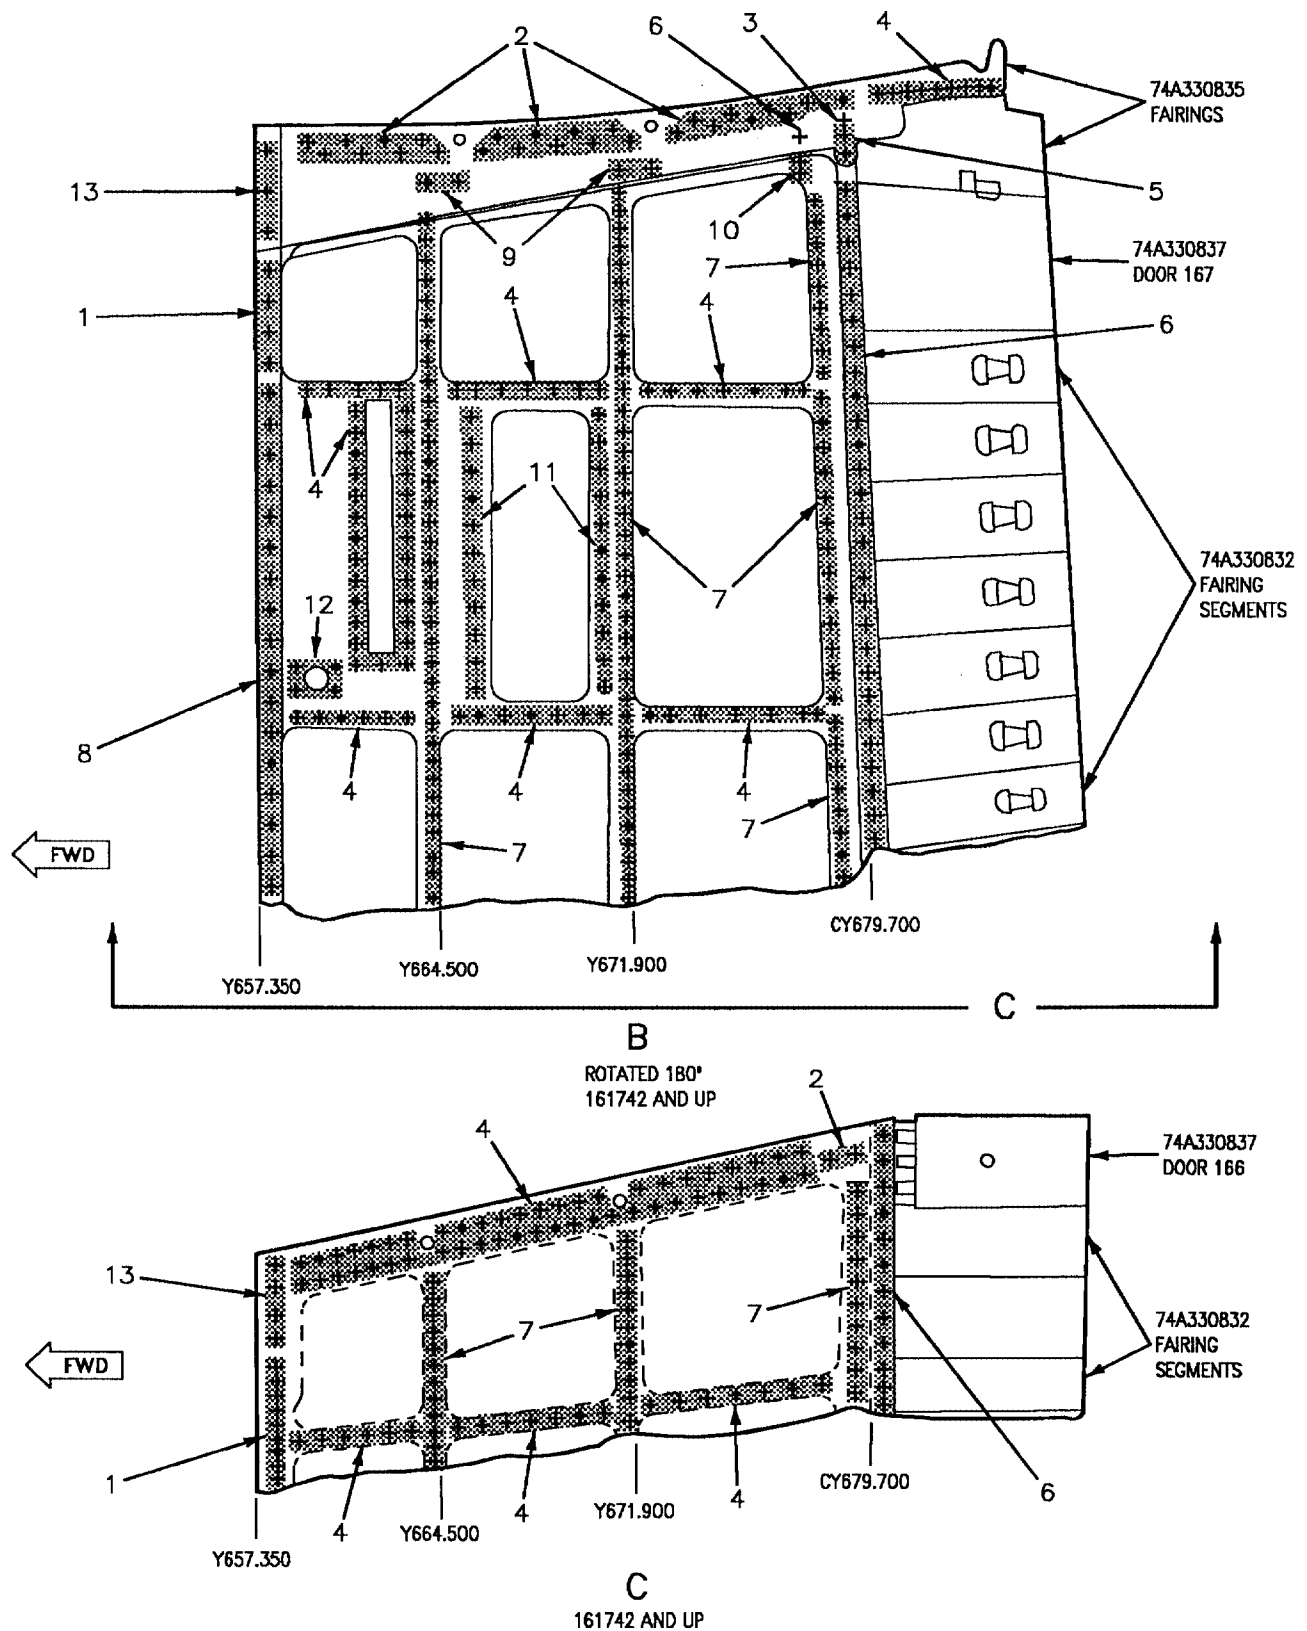 2
6
3
4
74A330835
FAIRINGS
13
5
10
9
7
74A330837
DOOR 167
1
4
4
6
4
11
12
7
74A330832
FAIRING
SEGMENTS
8
4
4
4
7
7
FWD
CY679.700
Y657.350
Y664.500
Y671.900
C
B
ROTATED 180°
161742 AND UP
2
4
74A330837
DOOR 166
13
7
7
74A330832
FAIRING
SEGMENTS
FWD
1
4
4
4
6
CY679.700
Y671.900
Y664.500
Y657.350
C
161742 AND UP